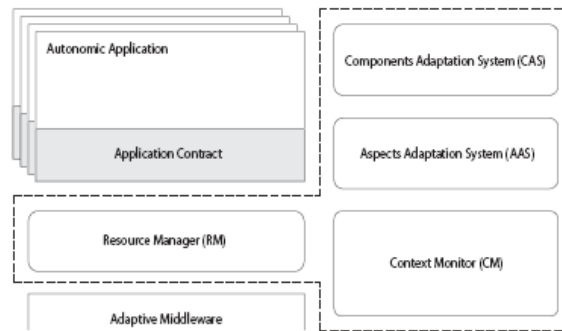 Autonomic Application
Application Contract
Components Adaptation System (CAS)
Aspects Adaptation System (AAS)
Resource Manager (RM)
Context Monitor (CM)
Adaptive Middleware